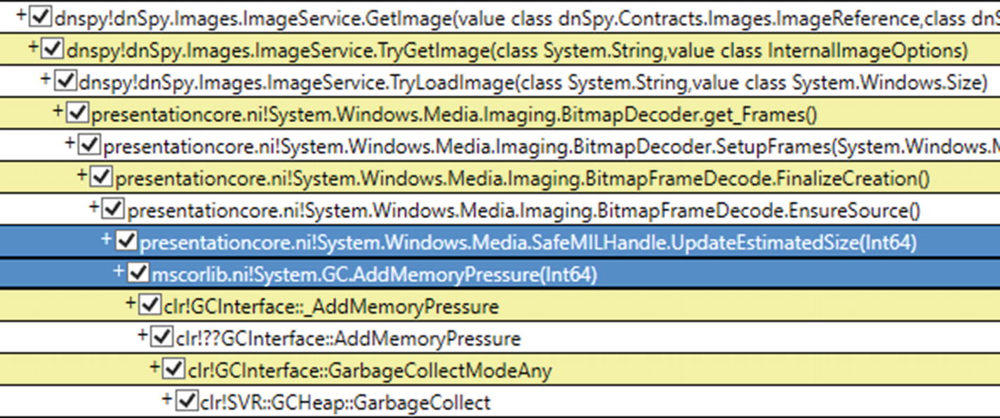 + dnspy!dnSpy.Images.ImageService.GetImage(value class dnSpy.Contracts.Images.ImageReference,class dnS
+ dnspy!dnSpy.Images.ImageService.TryGetImage(class System.String,value class InternalImageOptions)
+ dnspy!dnSpy.Images.ImageService.TryLoadImage(class System.String,value class System.Windows.Size)
+ presentationcore.ni!System.Windows.Media.Imaging.BitmapDecoder.get_Frames()
+ presentationcore.ni!System.Windows.Media.Imaging.BitmapDecoder.SetupFrames(System.Windows.M
+ presentationcore.ni!System.Windows.Media.Imaging.BitmapFrameDecode.FinalizeCreation()
+ presentationcore.ni!System.Windows.Media.Imaging.BitmapFrameDecode.EnsureSource()
+ presentationcore.ni!System.Windows.Media.SafeMILHandle.UpdateEstimatedSize(Int64)
+ mscorlib.ni!System.GC.AddMemoryPressure(Int64)
+ clr!GCInterface::_AddMemoryPressure
+ clr!??GCInterface::AddMemoryPressure
+ clr!GCInterface::GarbageCollectModeAny
+ clr!SVR::GCHeap::GarbageCollect